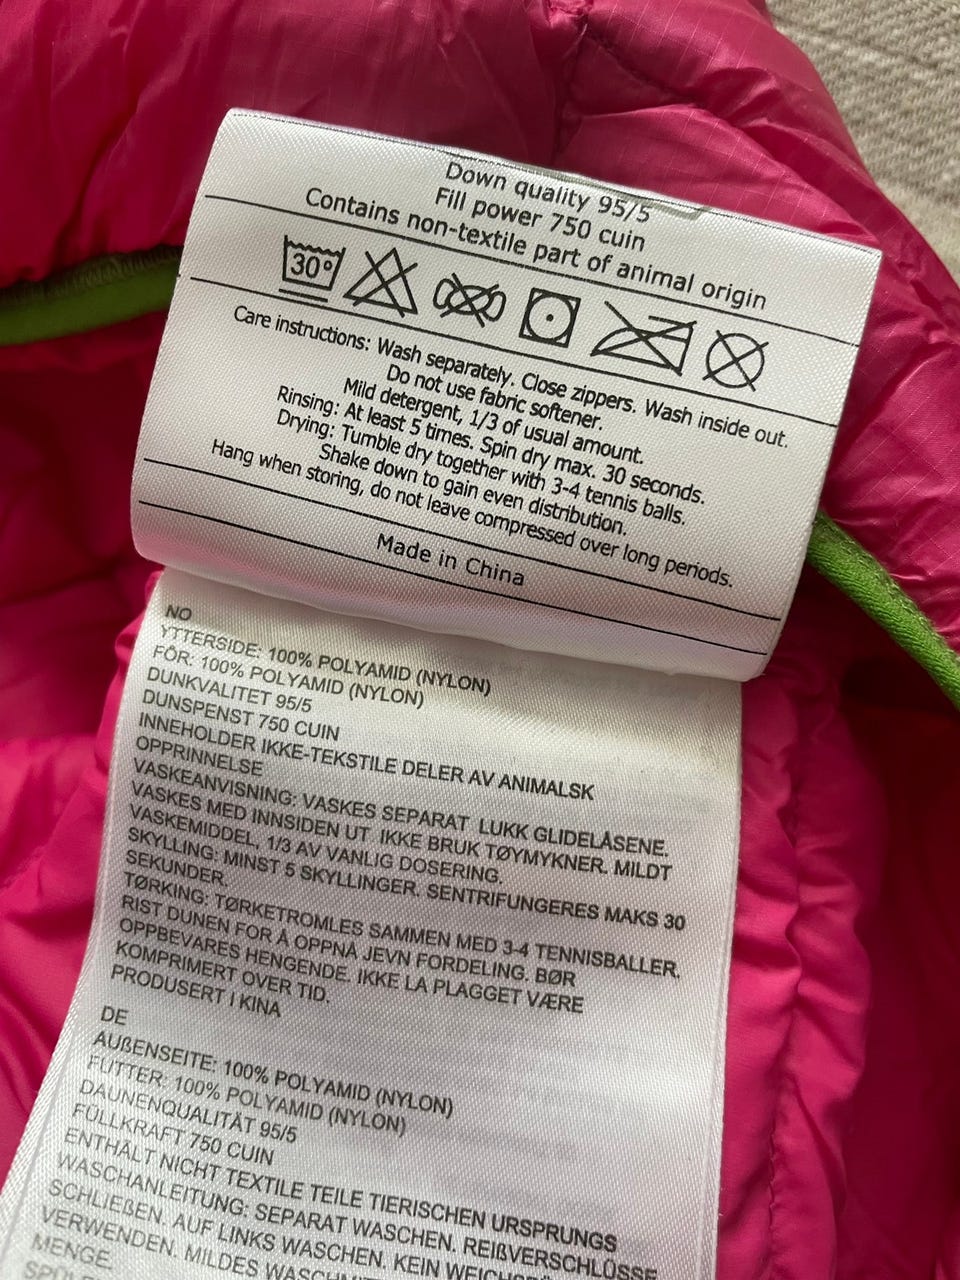 Down quality 95/5
Fill power 750 cuin
Contains non-textile part of animal origin
30°
Care instructions: Wash separately. Close zippers. Wash inside out.
Do not use fabric softener.
Mild detergent, 1/3 of usual amount.
Rinsing: At least 5 times. Spin dry max. 30 seconds.
Drying: Tumble dry together with 3-4 tennis balls.
Shake down to gain even distribution.
Hang when storing, do not leave compressed over long periods.
Made in China
NO
YTTERSIDE: 100% POLYAMID (NYLON)
FÔR: 100% POLYAMID (NYLON)
DUNKVALITET 95/5
DUNSPENST 750 CUIN
INNEHOLDER IKKE-TEKSTILE DELER AV ANIMALSK
OPPRINNELSE
VASKEANVISNING: VASKES SEPARAT LUKK GLIDELÅSENE.
VASKES MED INNSIDEN UT IKKE BRUK TØYMYKNER. MILDT
VASKEMIDDEL, 1/3 AV VANLIG DOSERING.
SKYLLING: MINST 5 SKYLLINGER. SENTRIFUNGERES MAKS 30
SEKUNDER.
TØRKING: TØRKETROMLES SAMMEN MED 3-4 TENNISBALLER.
RIST DUNEN FOR Å OPPNÅ JEVN FORDELING. BØR
OPPBEVARES HENGENDE. IKKE LA PLAGGET VÆRE
KOMPRIMERT OVER TID.
PRODUSERT I KINA
DE
AUßENSEITE: 100% POLYAMID (NYLON)
FUTTER: 100% POLYAMID (NYLON)
DAUNENQUALITÄT 95/5
FÜLLKRAFT 750 CUIN
ENTHÄLT NICHT TEXTILE TEILE TIERISCHEN URSPRUNGS
WASCHANLEITUNG: SEPARAT WASCHEN. REIßVERSCHLÜSSE
SCHLIEßEN. AUF LINKS WASCHEN. KEIN
VERWENDEN. MILDES
MENGE.